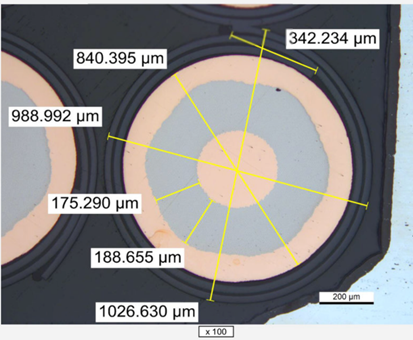 342.234 µm
840.395 µm
988.992 µm
175.290 µm
188.655 µm
1026.630 µm
200 µm
x 100